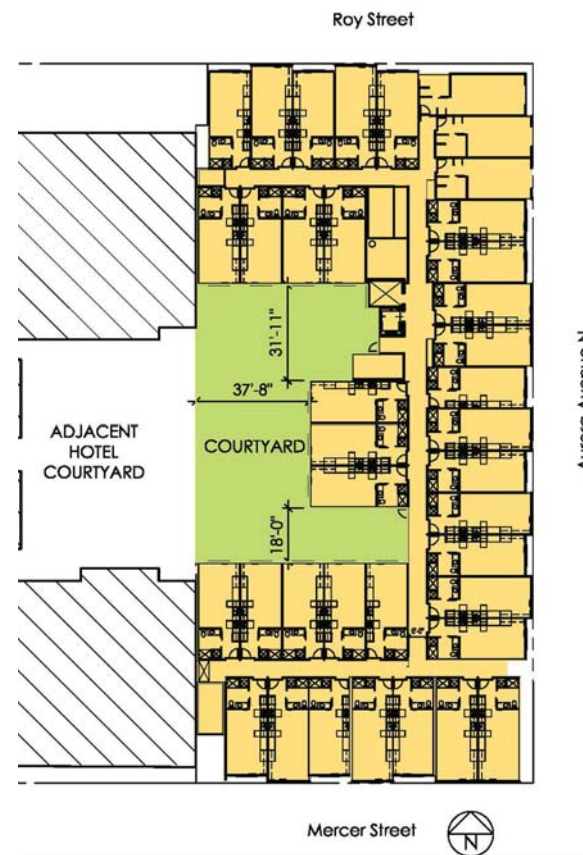 Roy Street
31'-11"
37'-8"
ADJACENT
HOTEL
COURTYARD
COURTYARD
Aurora Avenue N
18'-0"
Mercer Street
N